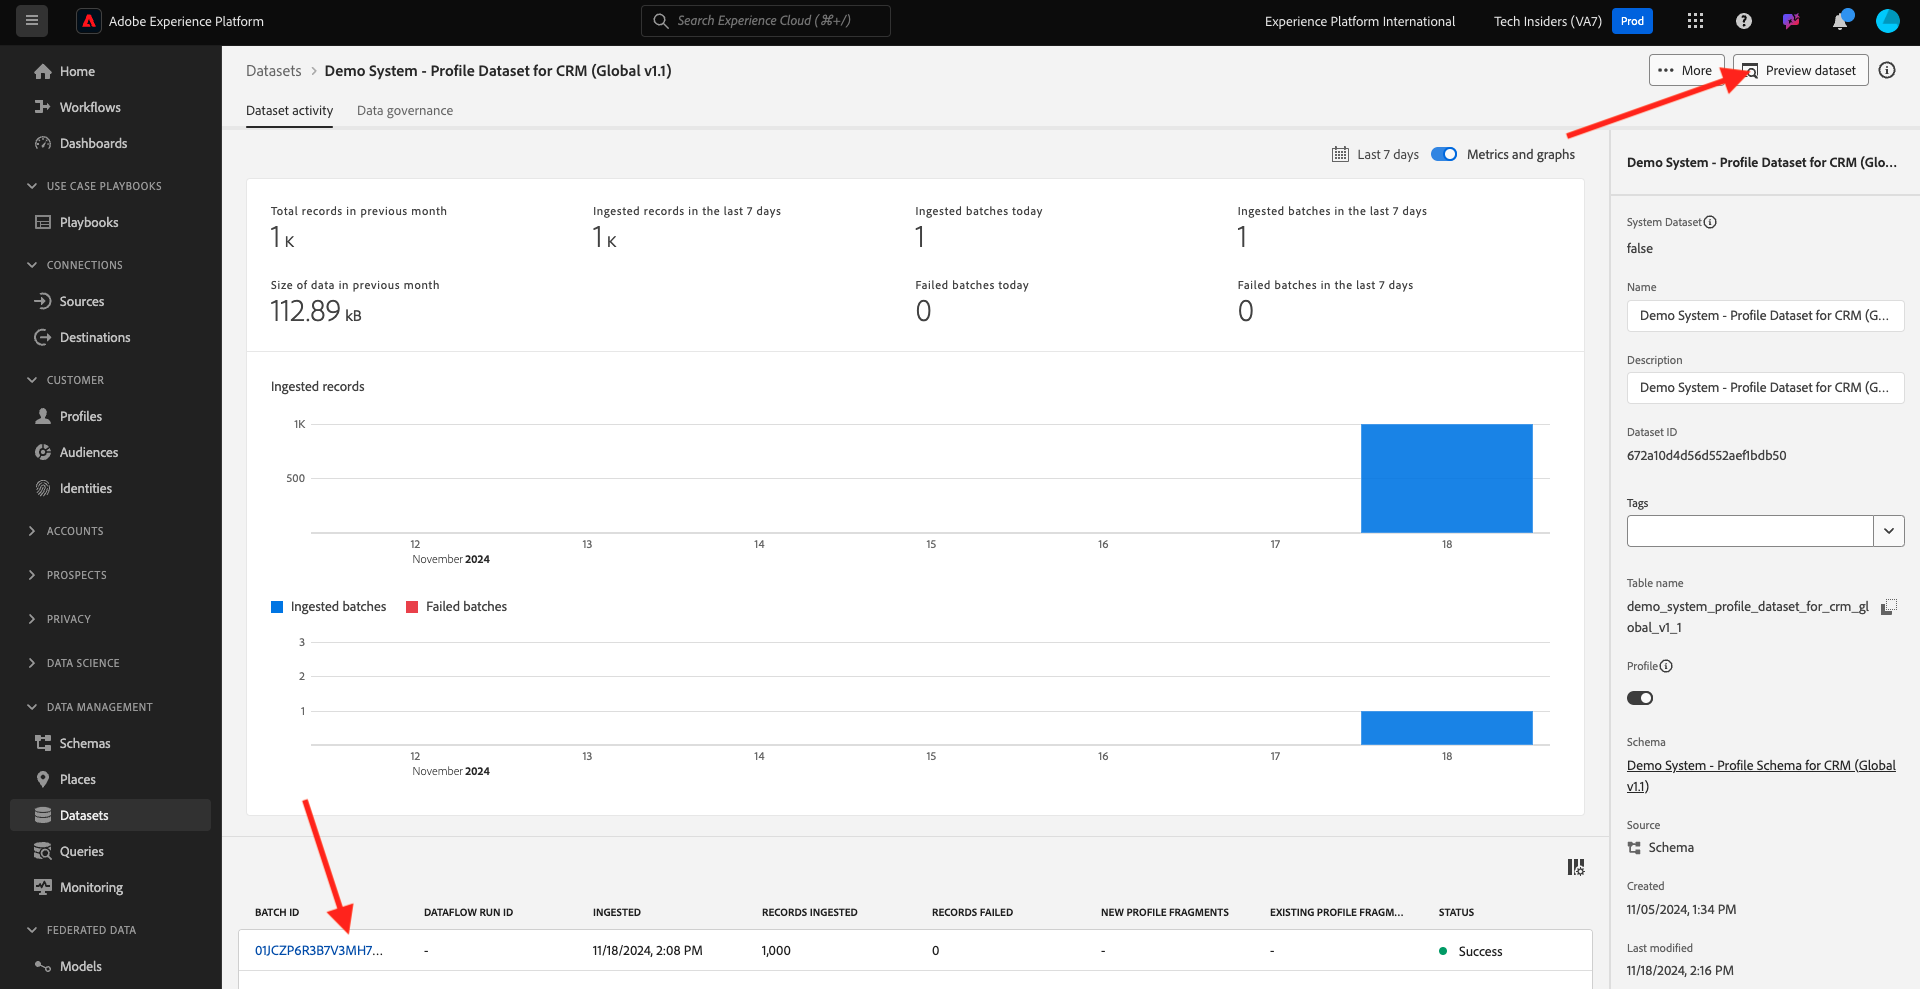 Adobe Experience Platform
Search Experience Cloud (⌘+/)
Experience Platform International
Tech Insiders (VA7)
Prod
Home
Workflows
Dashboards
USE CASE PLAYBOOKS
Playbooks
CONNECTIONS
Sources
Destinations
CUSTOMER
Profiles
Audiences
Identities
ACCOUNTS
PROSPECTS
PRIVACY
DATA SCIENCE
DATA MANAGEMENT
Schemas
Places
Datasets
Queries
Monitoring
FEDERATED DATA
Models
Datasets > Demo System - Profile Dataset for CRM (Global v1.1)
More
Preview dataset
Dataset activity
Data governance
Last 7 days
Metrics and graphs
Total records in previous month
1 K
Ingested records in the last 7 days
1 K
Ingested batches today
1
Ingested batches in the last 7 days
1
Size of data in previous month
112.89 kB
Failed batches today
0
Failed batches in the last 7 days
0
Ingested records
1K
500
12 13 14 15 16 17 18
November 2024
Ingested batches
Failed batches
3
2
1
12 13 14 15 16 17 18
November 2024
BATCH ID DATAFLOW RUN ID INGESTED RECORDS INGESTED RECORDS FAILED NEW PROFILE FRAGMENTS EXISTING PROFILE FRAGM... STATUS
01JCZP6R3B7V3MH7... - 11/18/2024, 2:08 PM 1,000 0 - - Success
Demo System - Profile Dataset for CRM (Glo...
System Dataset
false
Name
Demo System - Profile Dataset for CRM (G...
Description
Demo System - Profile Dataset for CRM (G...
Dataset ID
672a10d4d56d552aef1bdb50
Tags
Table name
demo_system_profile_dataset_for_crm_gl
obal_v1_1
Profile
Schema
Demo System - Profile Schema for CRM (Global
v1.1)
Source
Schema
Created
11/05/2024, 1:34 PM
Last modified
11/18/2024, 2:16 PM